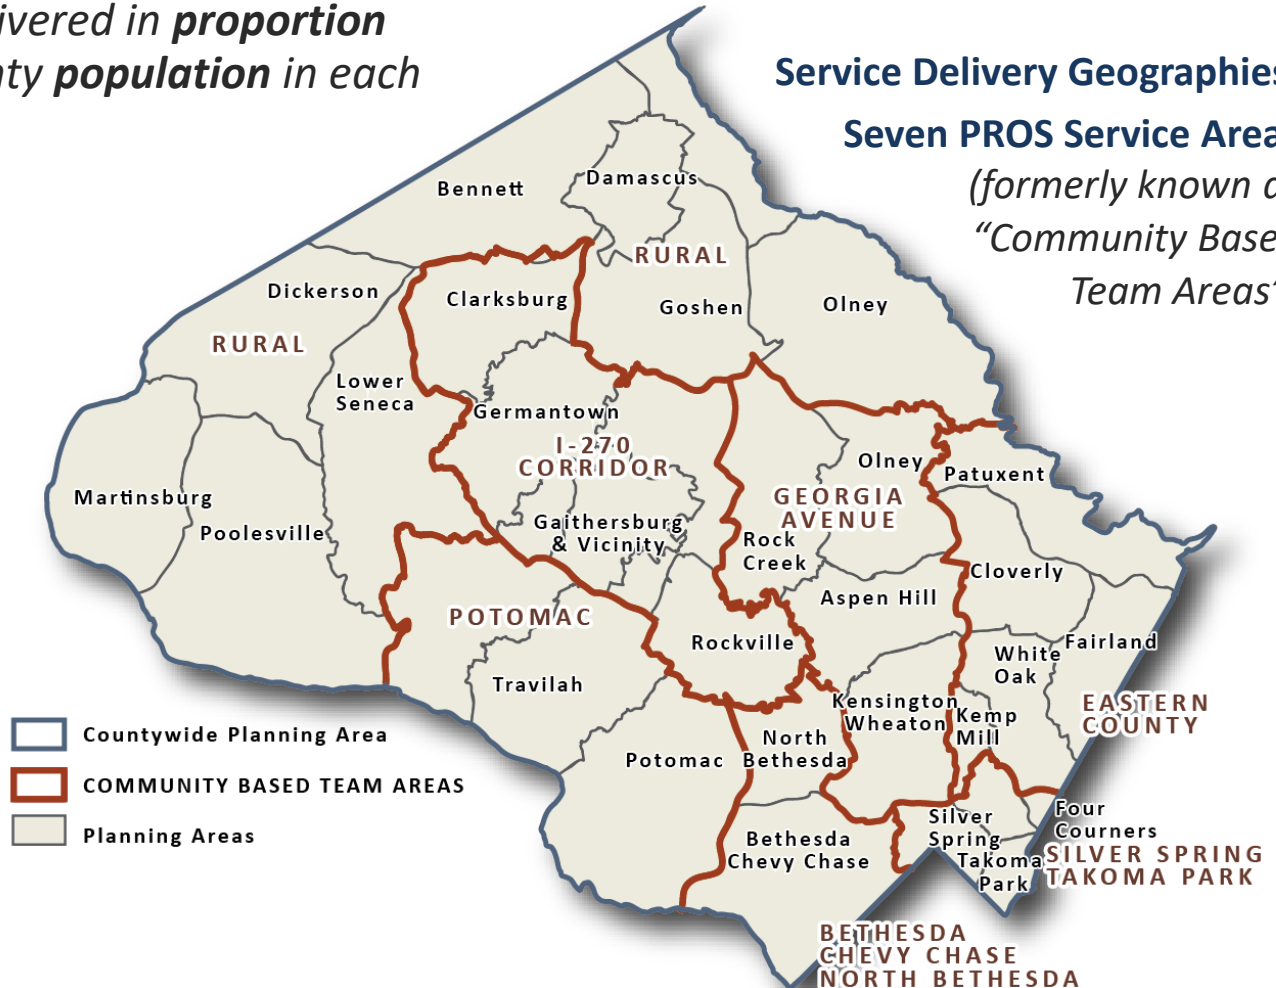 ivered in proportion
nty population in each
Service Delivery Geographies
Seven PROS Service Area
(formerly known a
“Community Base
Team Areas”
Bennett
Damascus
RURAL
Dickerson
Clarksburg
Goshen
Olney
RURAL
Lower
Seneca
Germantown
I-270
CORRIDOR
Olney
Patuxent
Martinsburg
Poolesville
GEORGIA
AVENUE
Gaithersburg
& Vicinity
Rock
Creek
Cloverly
Aspen Hill
POTOMAC
Rockville
White
Oak
Fairland
Travilah
Kensington
Wheaton
Kemp
Mill
EASTERN
COUNTY
North
Bethesda
Potomac
Countywide Planning Area
COMMUNITY BASED TEAM AREAS
Planning Areas
Bethesda
Chevy Chase
Silver
Spring
Takoma
Park
Four
Courners
SILVER SPRING
TAKOMA PARK
BETHESDA
CHEVY CHASE
NORTH BETHESDA